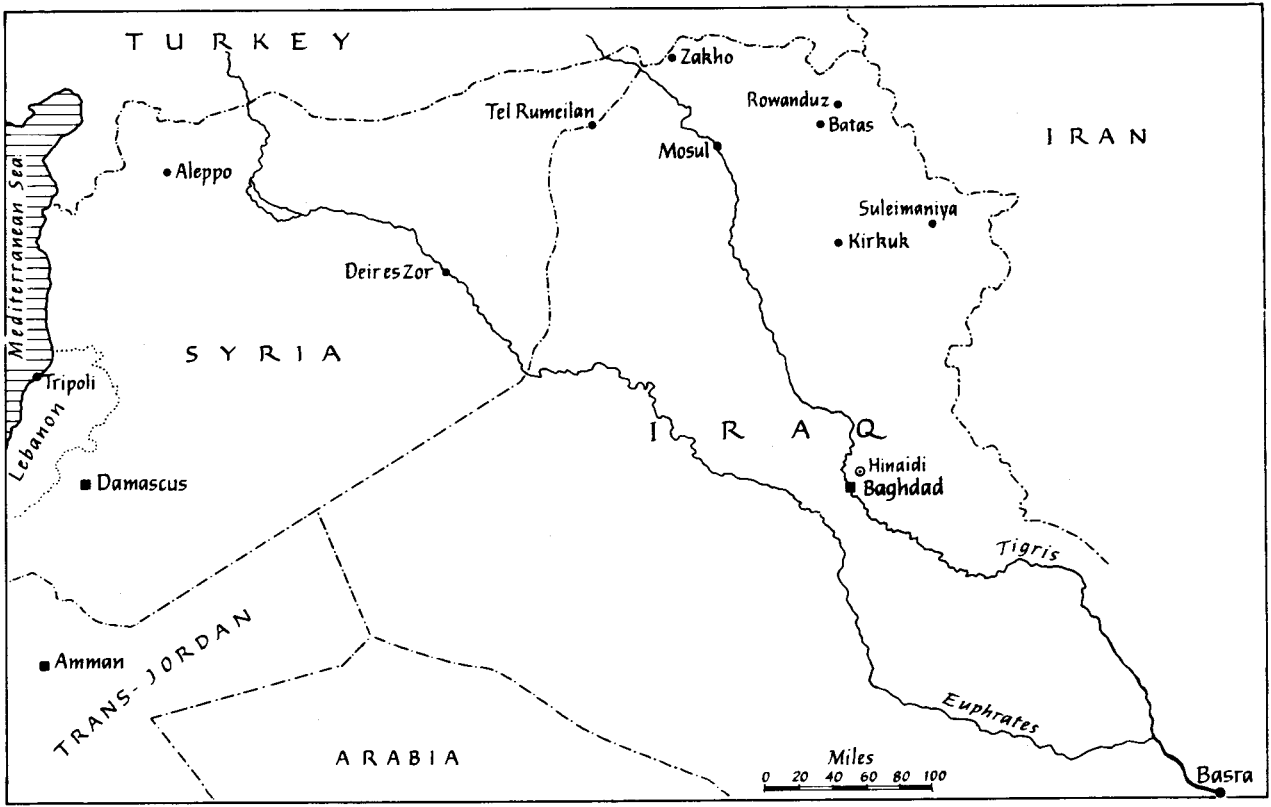 TURKEY
Zakho
Rowanduz
Tel Rumeilan
Batas
IRAN
Mosul
Aleppo
Mediterranean Sea
Suleimaniya
Kirkuk
Deir es Zor
SYRIA
Tripoli
Lebanon
IRAQ
Hinaidi
Damascus
Baghdad
Tigris
TRANS-JORDAN
Amman
Euphrates
ARABIA
Miles
0 20 40 60 80 100
Basra